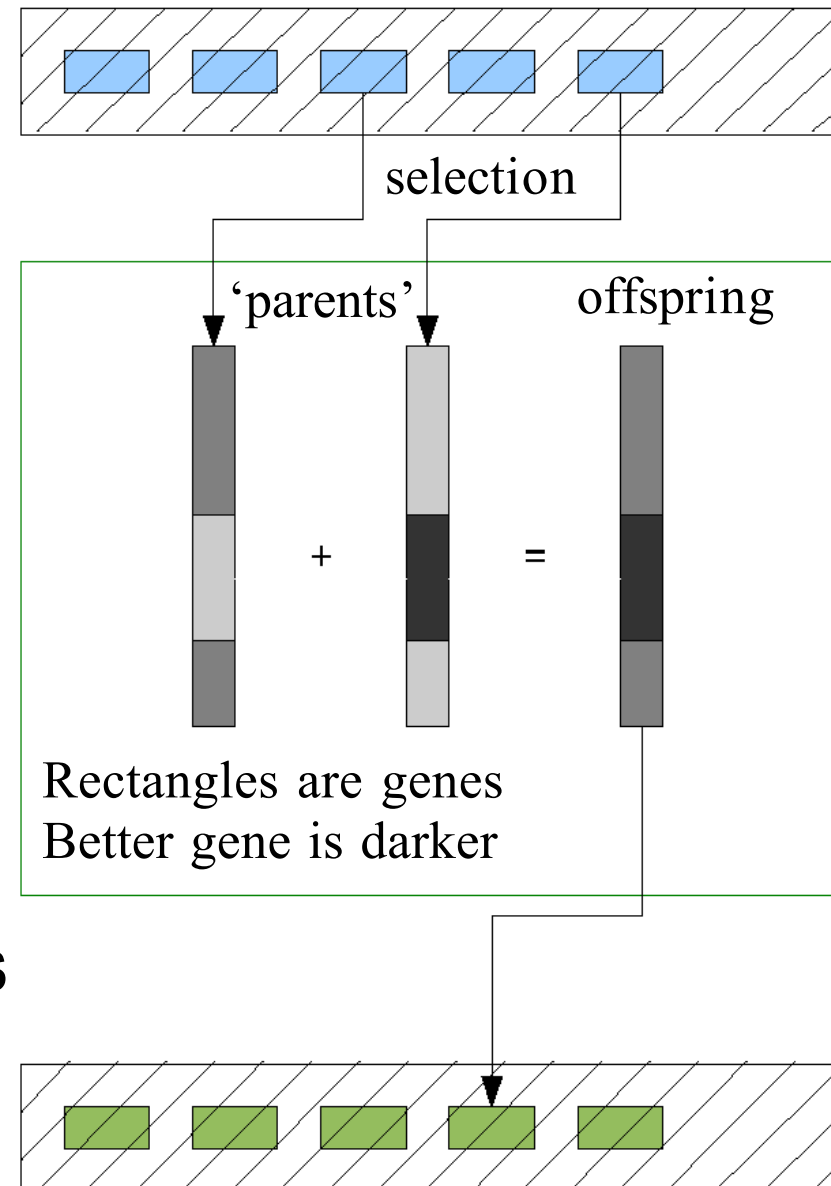 selection
‘parents’
offspring
+
=
Rectangles are genes
Better gene is darker
s